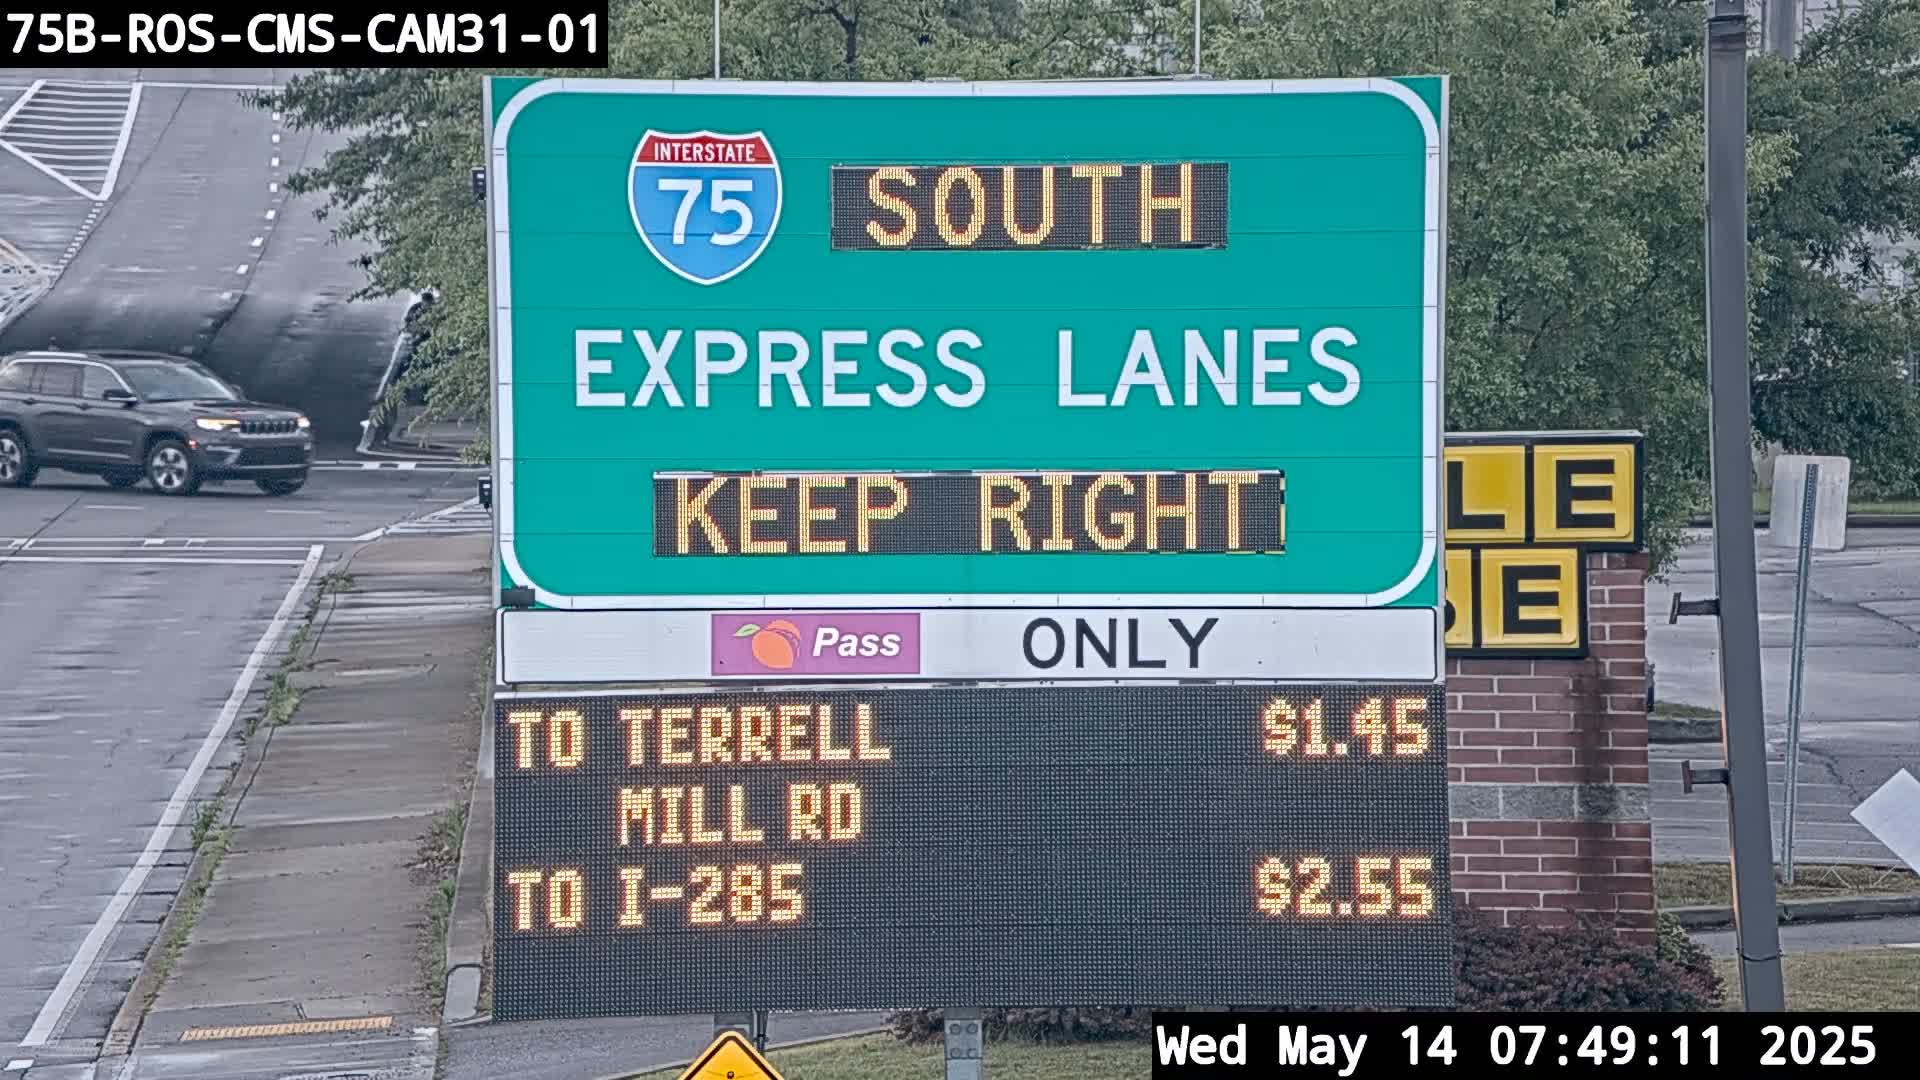 75B-ROS-CMS-CAM31-01
INTERSTATE
75
SOUTH
EXPRESS LANES
KEEP RIGHT
Pass ONLY
TO TERRELL $1.45
MILL RD
TO I-285 $2.55
LE
E
Wed May 14 07:49:11 2025